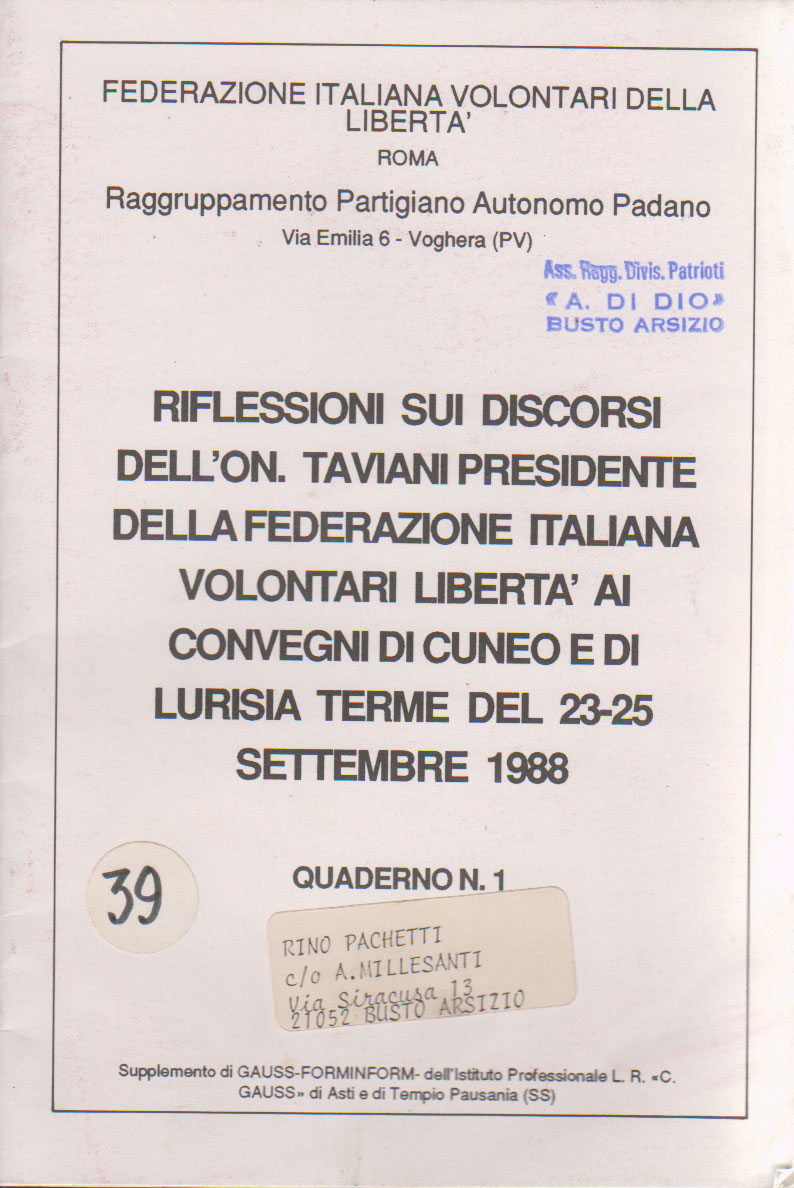 FEDERAZIONE ITALIANA VOLONTARI DELLA
LIBERTA'
ROMA
Raggruppamento Partigiano Autonomo Padano
Via Emilia 6 - Voghera (PV)
Ass. Ragg. Divis. Patrioti
«A. DI DIO»
BUSTO ARSIZIO
RIFLESSIONI SUI DISCORSI
DELL'ON. TAVIANI PRESIDENTE
DELLA FEDERAZIONE ITALIANA
VOLONTARI LIBERTA' AI
CONVEGNI DI CUNEO E DI
LURISIA TERME DEL 23-25
SETTEMBRE 1988
39
QUADERNO N. 1
RINO PACHETTI
c/o A.MILLESANTI
Via Siracusa 13
21052 BUSTO ARSIZIO
Supplemento di GAUSS-FORMINFORM- dell'Istituto Professionale L. R. «C.
GAUSS» di Asti e di Tempio Pausania (SS)